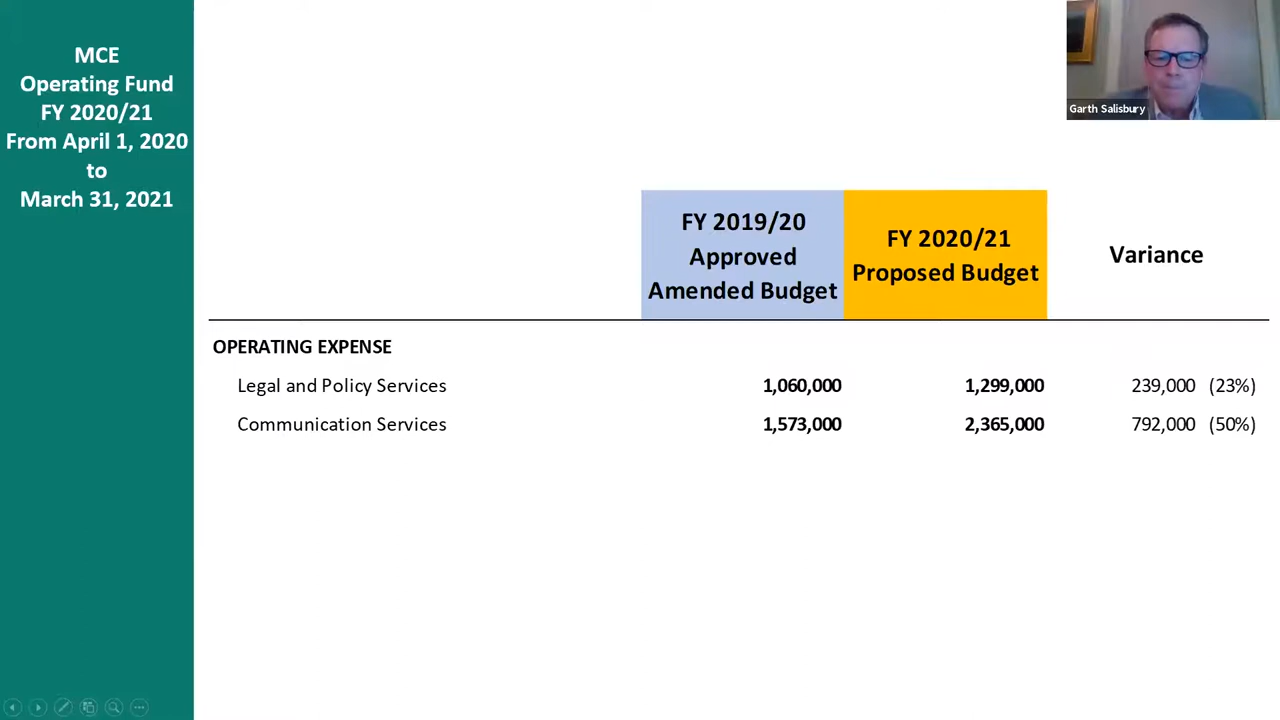 MCE
Operating Fund
FY 2020/21
From April 1, 2020
to
March 31, 2021
Garth Salisbury
FY 2019/20
Approved
Amended Budget
FY 2020/21
Proposed Budget
Variance
OPERATING EXPENSE
Legal and Policy Services 1,060,000 1,299,000 239,000 (23%)
Communication Services 1,573,000 2,365,000 792,000 (50%)